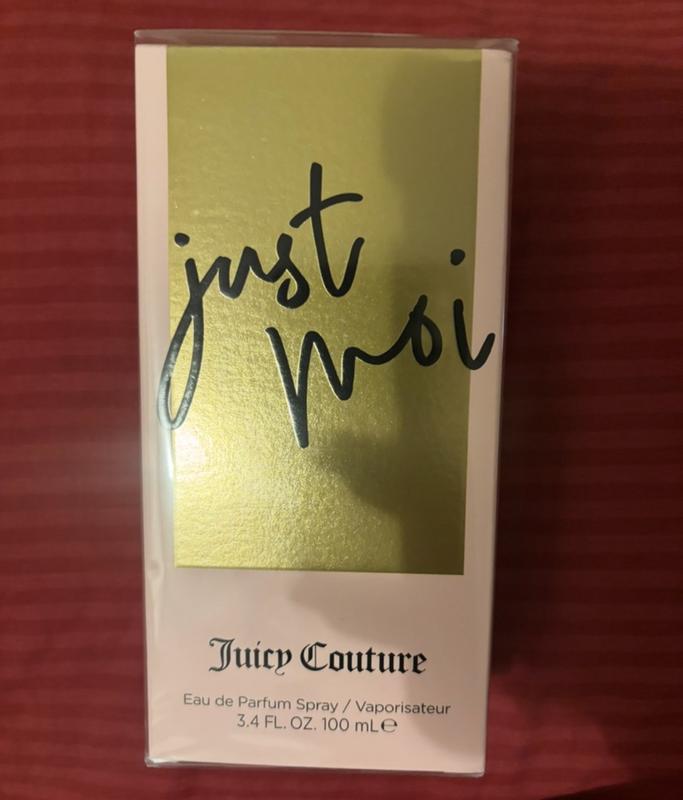 just
moi
Juicy Couture
Eau de Parfum Spray / Vaporisateur
3.4 FL. OZ. 100 mL℮